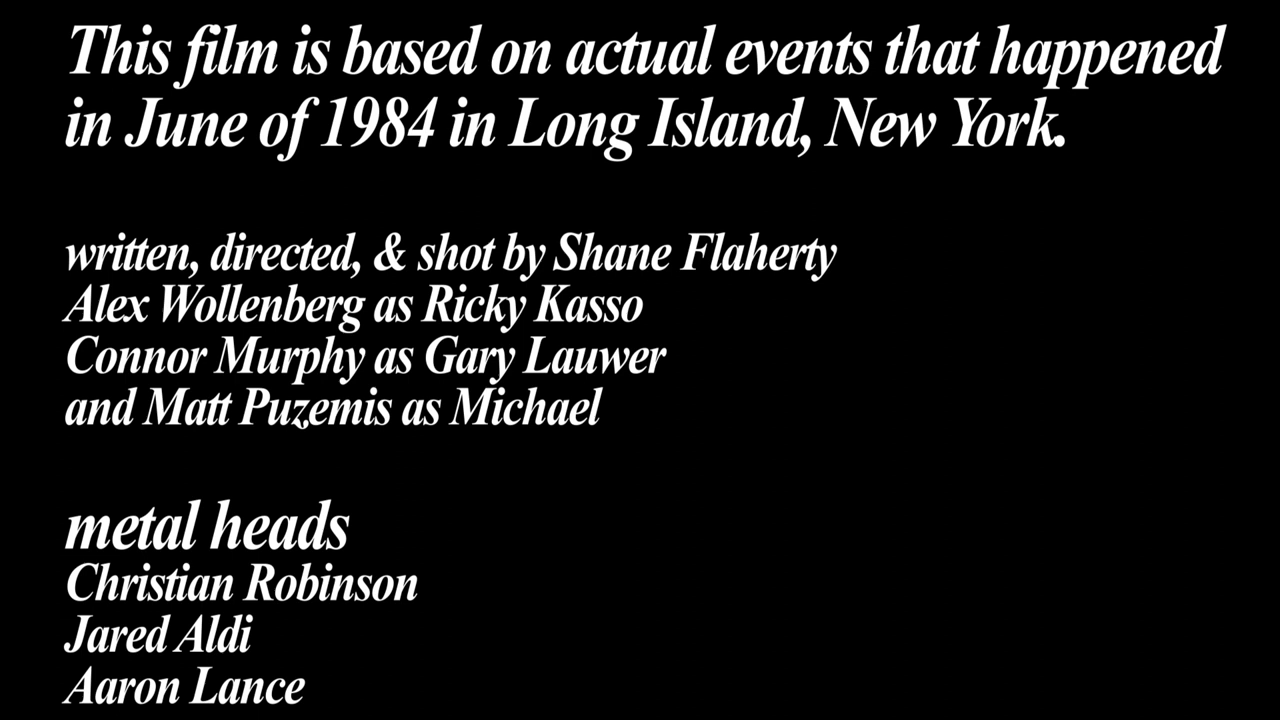 This film is based on actual events that happened
in June of 1984 in Long Island, New York.
written, directed, & shot by Shane Flaherty
Alex Wollenberg as Ricky Kasso
Connor Murphy as Gary Lauwer
and Matt Puzemis as Michael
metal heads
Christian Robinson
Jared Aldi
Aaron Lance